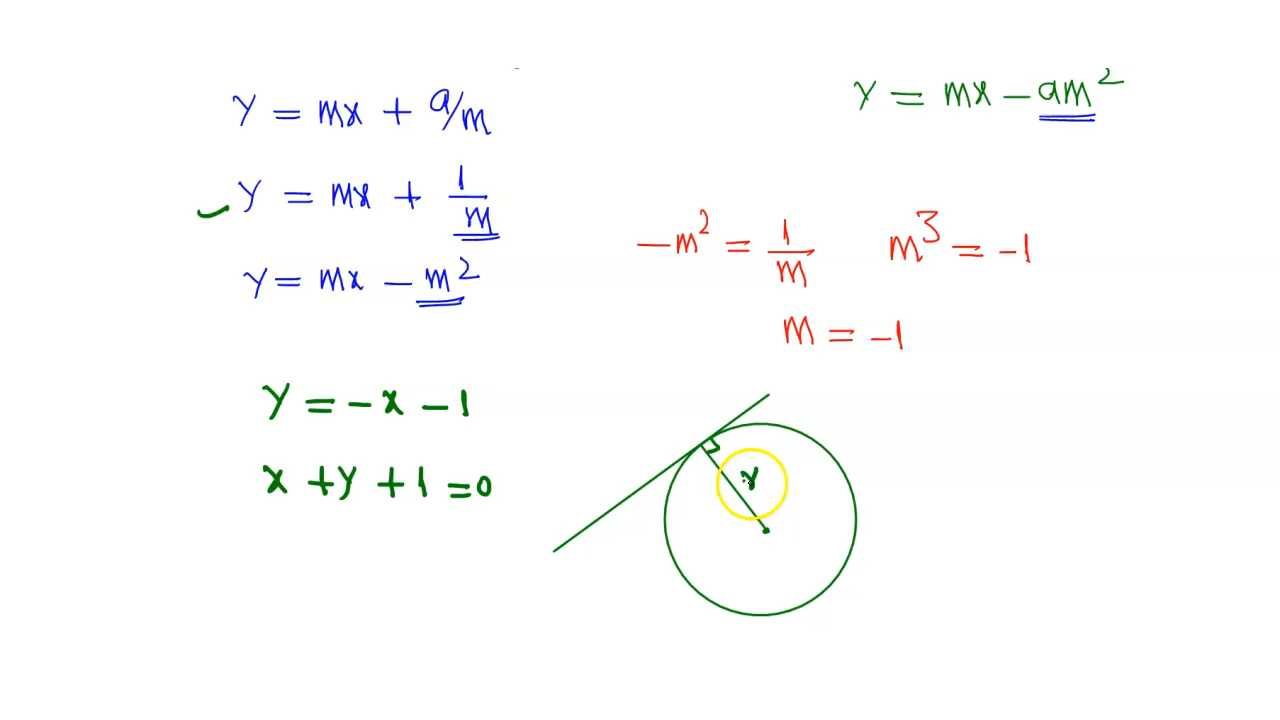 y = mx + a/m
y = mx - am²
y = mx + 1/m
y = mx - m²
-m² = 1/m
m³ = -1
m = -1
y = -x - 1
x + y + 1 = 0
r